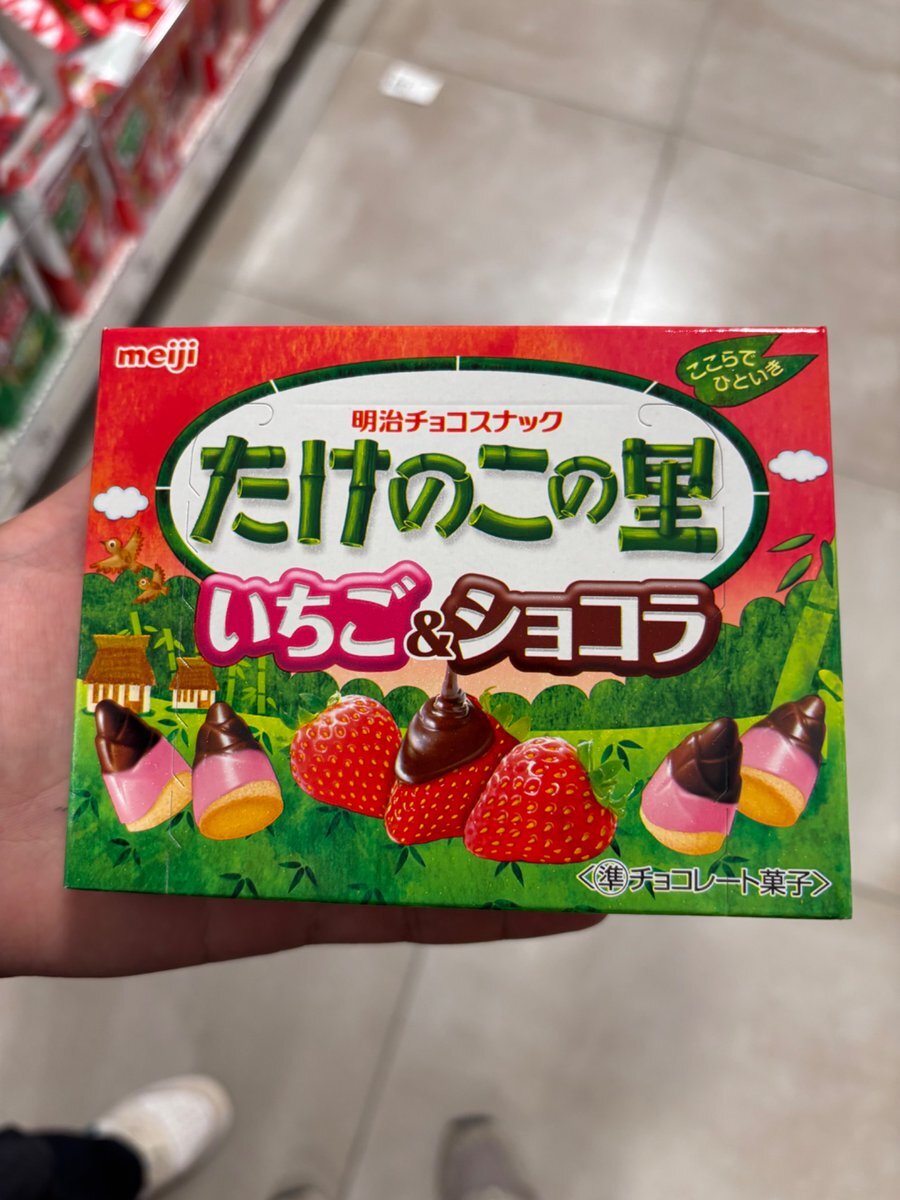 meiji
ここらで
ひといき
明治チョコスナック
たけのこの里
いちご&ショコラ
<㊜チョコレート菓子>